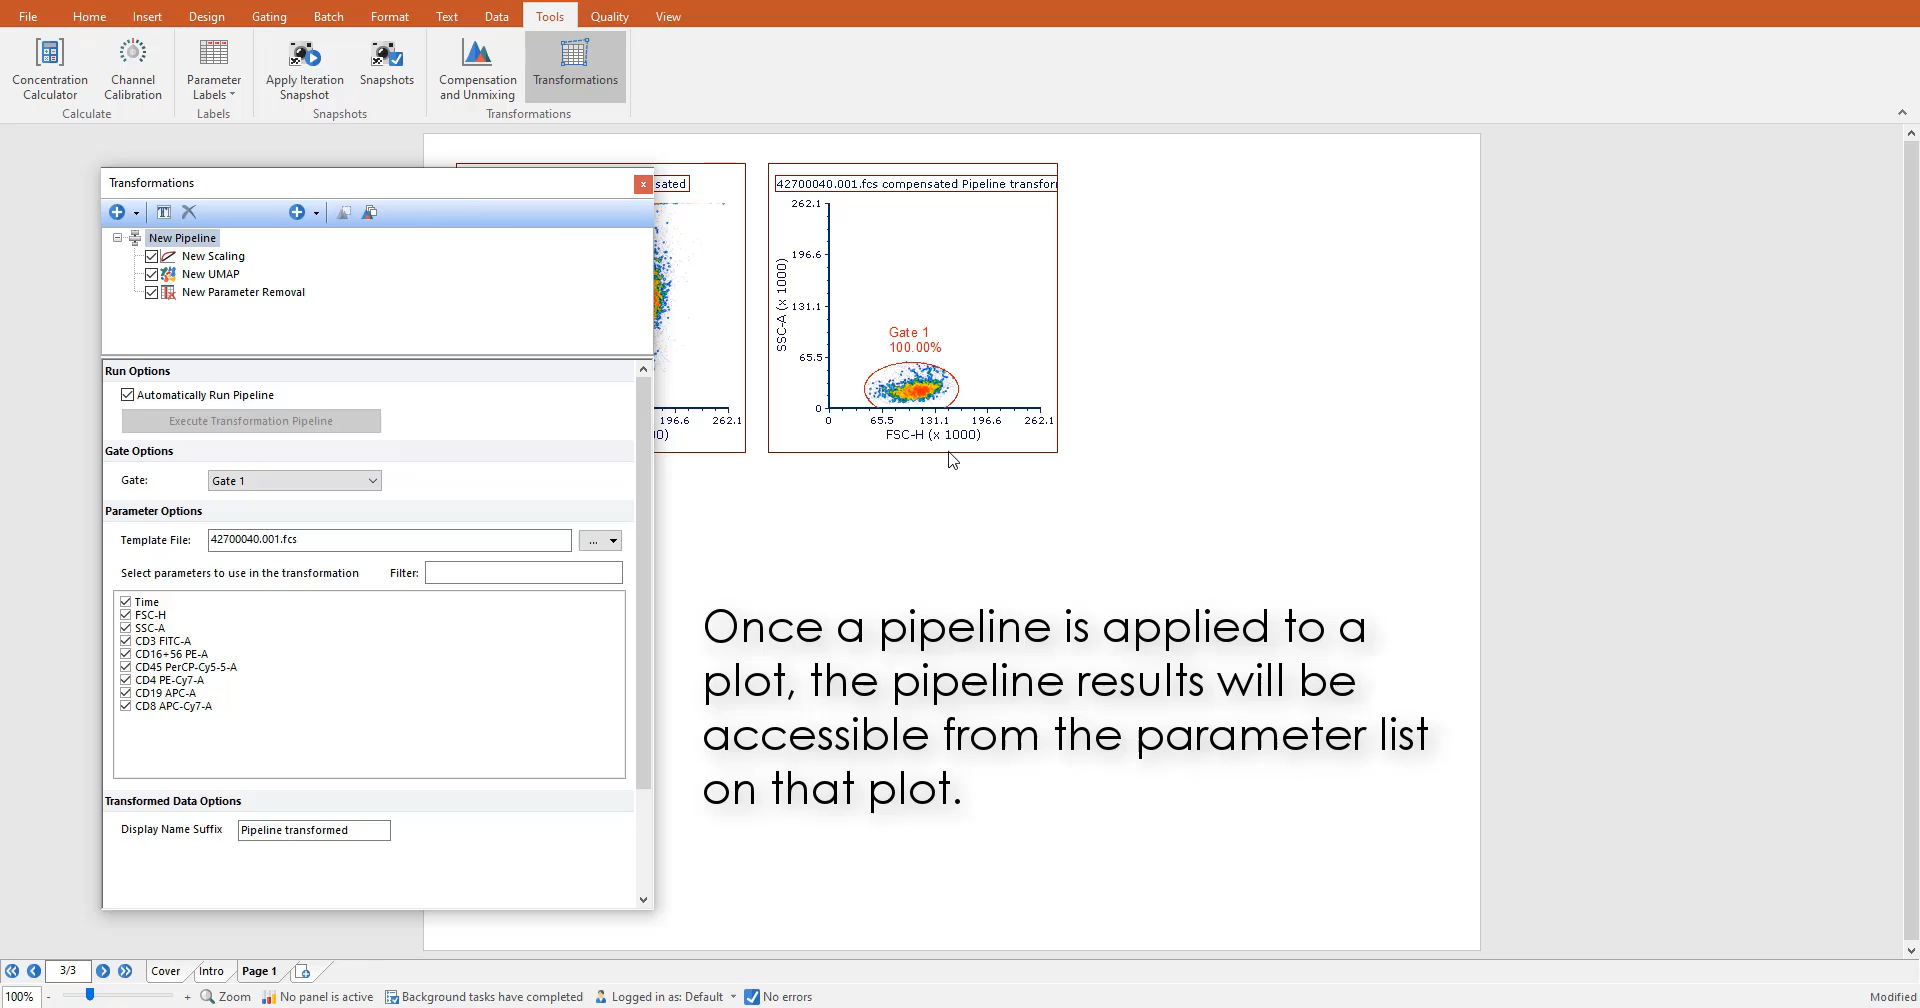 File Home Insert Design Gating Batch Format Text Data Tools Quality View
Concentration Calculator
Channel Calibration
Parameter Labels
Apply Iteration Snapshot
Snapshots
Compensation and Unmixing
Transformations
Calculate Labels Snapshots Transformations
Transformations
x
New Pipeline
New Scaling
New UMAP
New Parameter Removal
Run Options
Automatically Run Pipeline
Execute Transformation Pipeline
Gate Options
Gate: Gate 1
Parameter Options
Template File: 42700040.001.fcs ...
Select parameters to use in the transformation Filter:
Time
FSC-H
SSC-A
CD3 FITC-A
CD16+56 PE-A
CD45 PerCP-Cy5-5-A
CD4 PE-Cy7-A
CD19 APC-A
CD8 APC-Cy7-A
Transformed Data Options
Display Name Suffix Pipeline transformed
sated
196.6 262.1
0)
42700040.001.fcs compensated Pipeline transfor
262.1
196.6
131.1
65.5
0
SSC-A (x 1000)
Gate 1
100.00%
0 65.5 131.1 196.6 262.1
FSC-H (x 1000)
Once a pipeline is applied to a
plot, the pipeline results will be
accessible from the parameter list
on that plot.
3/3 Cover Intro Page 1
100% - + Zoom No panel is active Background tasks have completed Logged in as: Default No errors Modified